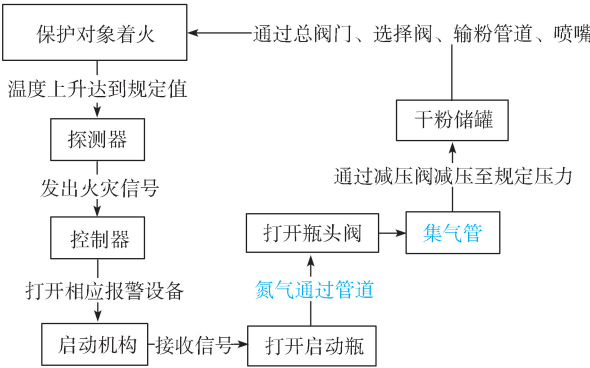 保护对象着火
通过总阀门、选择阀、输粉管道、喷嘴
温度上升达到规定值
干粉储罐
探测器
通过减压阀减压至规定压力
发出火灾信号
控制器
打开瓶头阀
集气管
打开相应报警设备
氮气通过管道
启动机构
接收信号
打开启动瓶